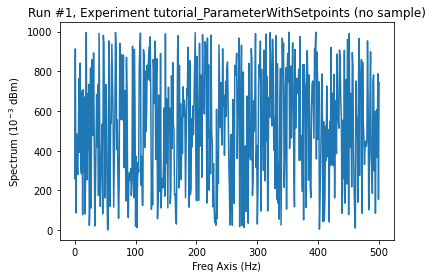 Run #1, Experiment tutorial_ParameterWithSetpoints (no sample)
1000
800
600
400
200
0
Spectrum (10⁻³ dBm)
0 100 200 300 400 500
Freq Axis (Hz)